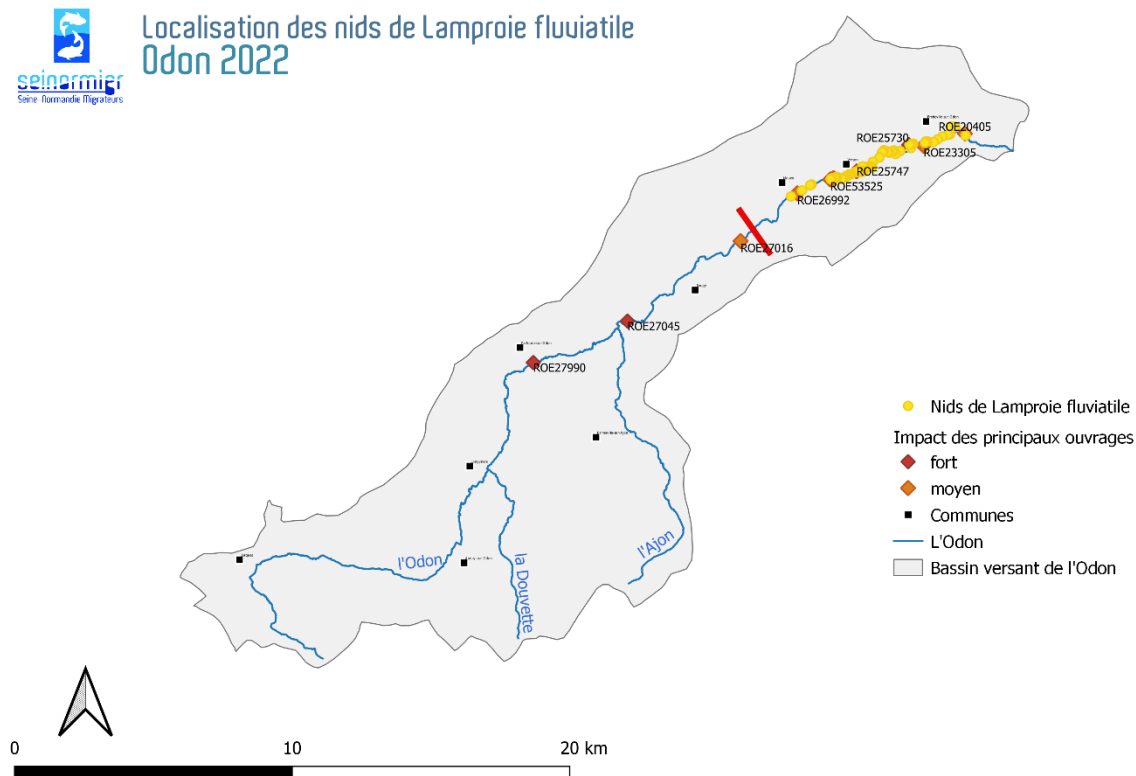 Localisation des nids de Lamproie fluviatile
Odon 2022
seinormigr
Seine-Normandie Migrateurs
ROE20405
ROE25730
ROE23305
ROE25747
ROE53525
ROE26992
ROE27016
ROE27045
ROE27990
l'Odon
la Douvette
l'Ajon
Nids de Lamproie fluviatile
Impact des principaux ouvrages
fort
moyen
Communes
L'Odon
Bassin versant de l'Odon
0 10 20 km